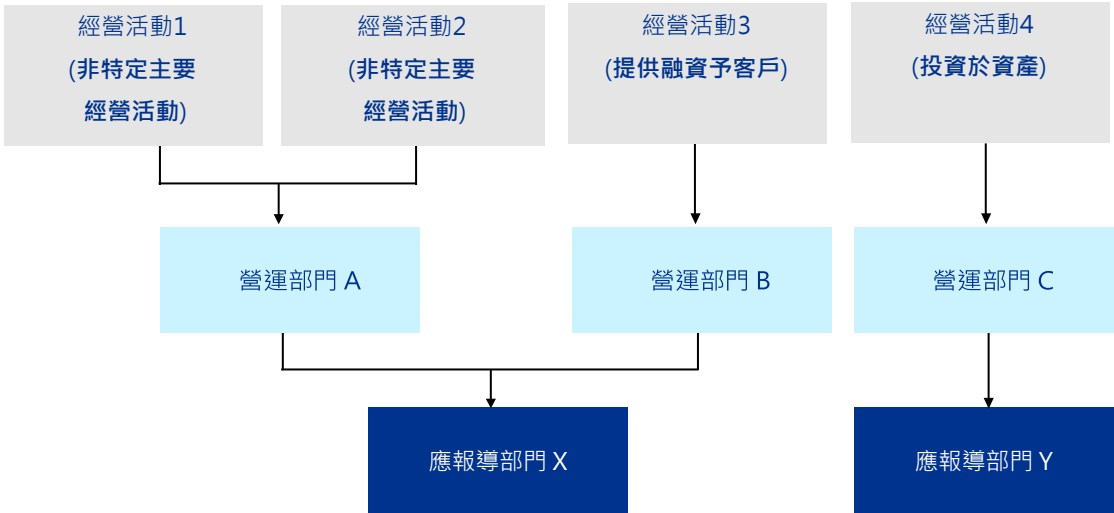 經營活動1
(非特定主要
經營活動)
經營活動2
(非特定主要
經營活動)
經營活動3
(提供融資予客戶)
經營活動4
(投資於資產)
營運部門 A
營運部門 B
營運部門 C
應報導部門 X
應報導部門 Y